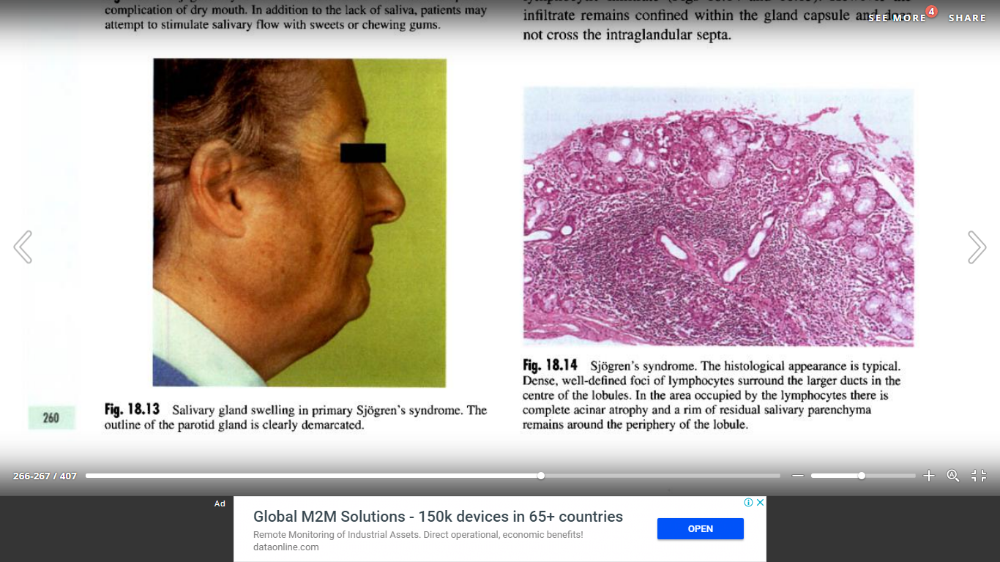 complication of dry mouth. In addition to the lack of saliva, patients may
attempt to stimulate salivary flow with sweets or chewing gums.
infiltrate remains confined within the gland capsule and does
not cross the intraglandular septa.
SEE MORE
4
SHARE
Fig. 18.13 Salivary gland swelling in primary Sjögren's syndrome. The
outline of the parotid gland is clearly demarcated.
260
Fig. 18.14 Sjögren's syndrome. The histological appearance is typical.
Dense, well-defined foci of lymphocytes surround the larger ducts in the
centre of the lobules. In the area occupied by the lymphocytes there is
complete acinar atrophy and a rim of residual salivary parenchyma
remains around the periphery of the lobule.
266-267 / 407
Ad
Global M2M Solutions - 150k devices in 65+ countries
Remote Monitoring of Industrial Assets. Direct operational, economic benefits!
dataonline.com
OPEN